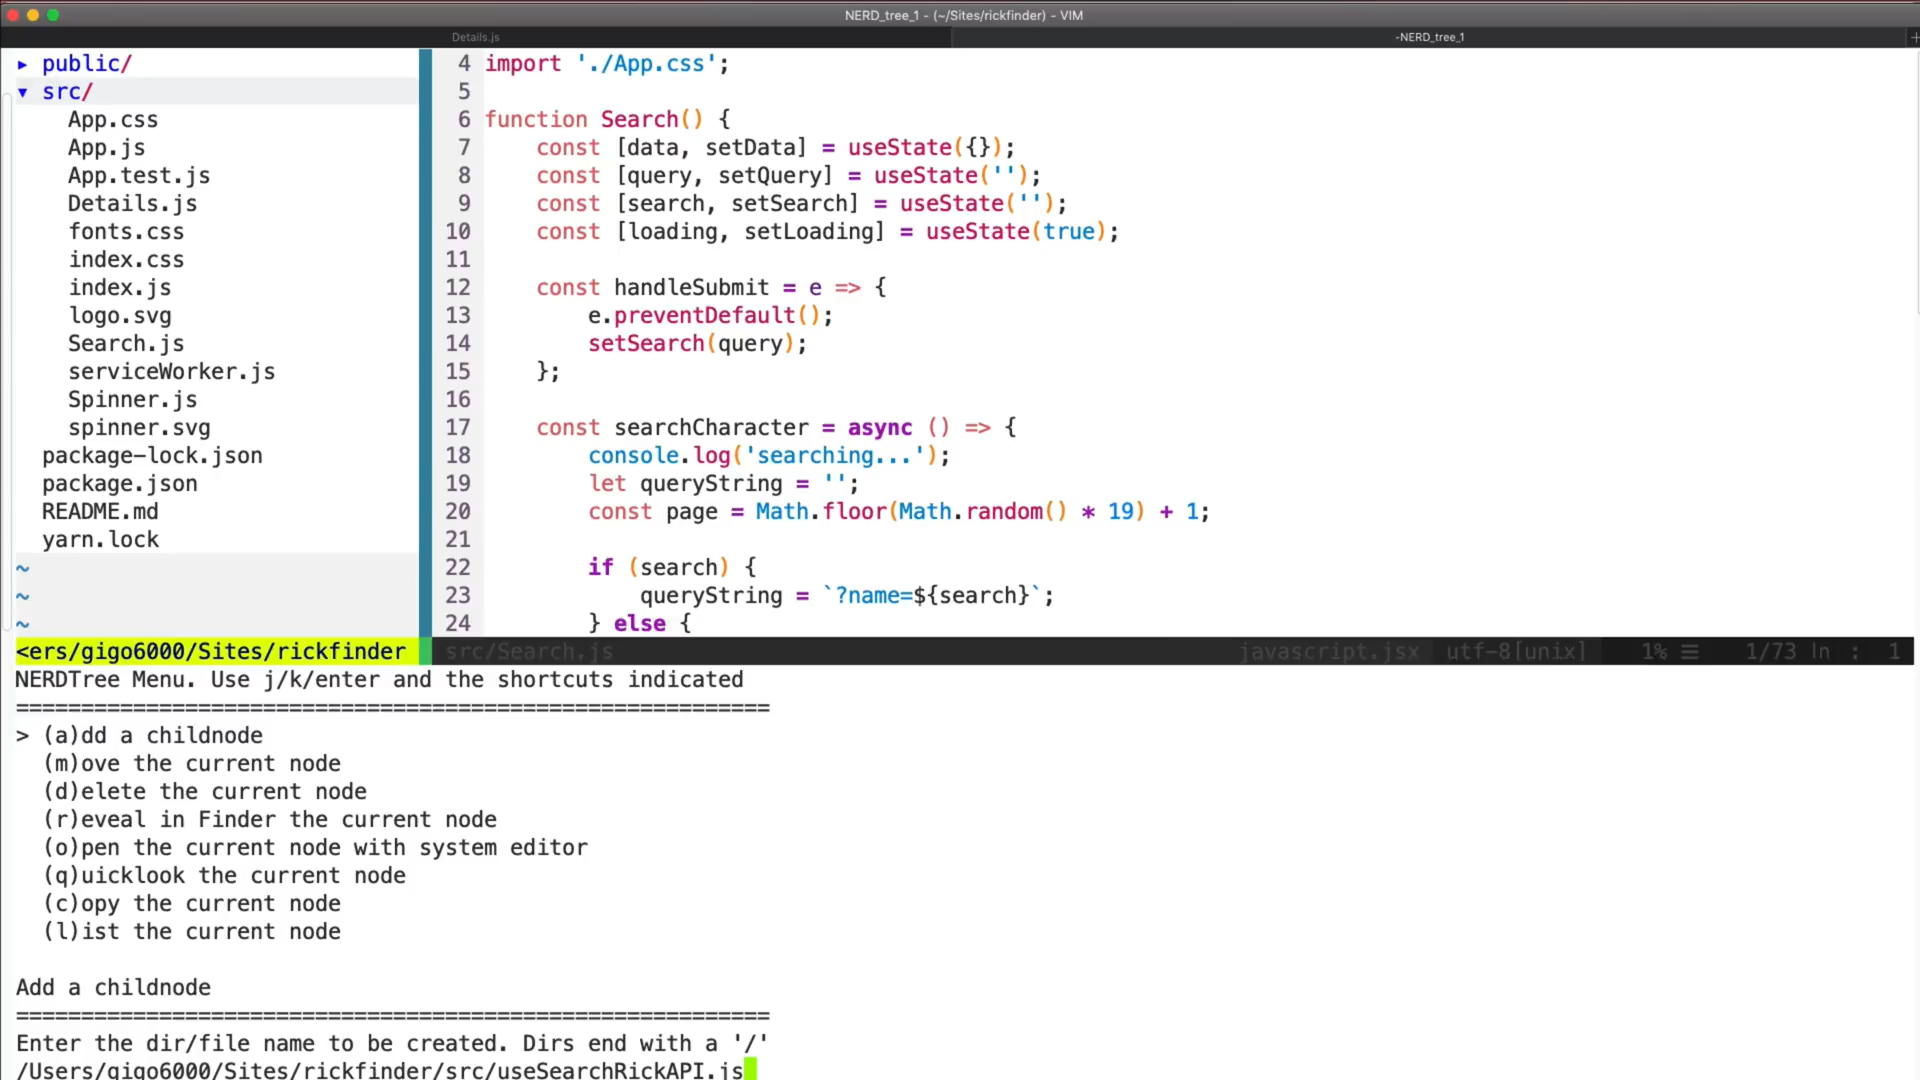 NERD_tree_1 - (~/Sites/rickfinder) - VIM
Details.js
-NERD_tree_1
+
▸ public/
▾ src/
App.css
App.js
App.test.js
Details.js
fonts.css
index.css
index.js
logo.svg
Search.js
serviceWorker.js
Spinner.js
spinner.svg
package-lock.json
package.json
README.md
yarn.lock
~
~
~
4 import './App.css';
5
6 function Search() {
7 const [data, setData] = useState({});
8 const [query, setQuery] = useState('');
9 const [search, setSearch] = useState('');
10 const [loading, setLoading] = useState(true);
11
12 const handleSubmit = e => {
13 e.preventDefault();
14 setSearch(query);
15 };
16
17 const searchCharacter = async () => {
18 console.log('searching...');
19 let queryString = '';
20 const page = Math.floor(Math.random() * 19) + 1;
21
22 if (search) {
23 queryString = `?name=${search}`;
24 } else {
<ers/gigo6000/Sites/rickfinder
src/Search.js javascript.jsx utf-8[unix] 1% ☰ 1/73 ln : 1
NERDTree Menu. Use j/k/enter and the shortcuts indicated
==========================================================
> (a)dd a childnode
(m)ove the current node
(d)elete the current node
(r)eveal in Finder the current node
(o)pen the current node with system editor
(q)uicklook the current node
(c)opy the current node
(l)ist the current node
Add a childnode
==========================================================
Enter the dir/file name to be created. Dirs end with a '/'
/Users/gigo6000/Sites/rickfinder/src/useSearchRickAPI.js